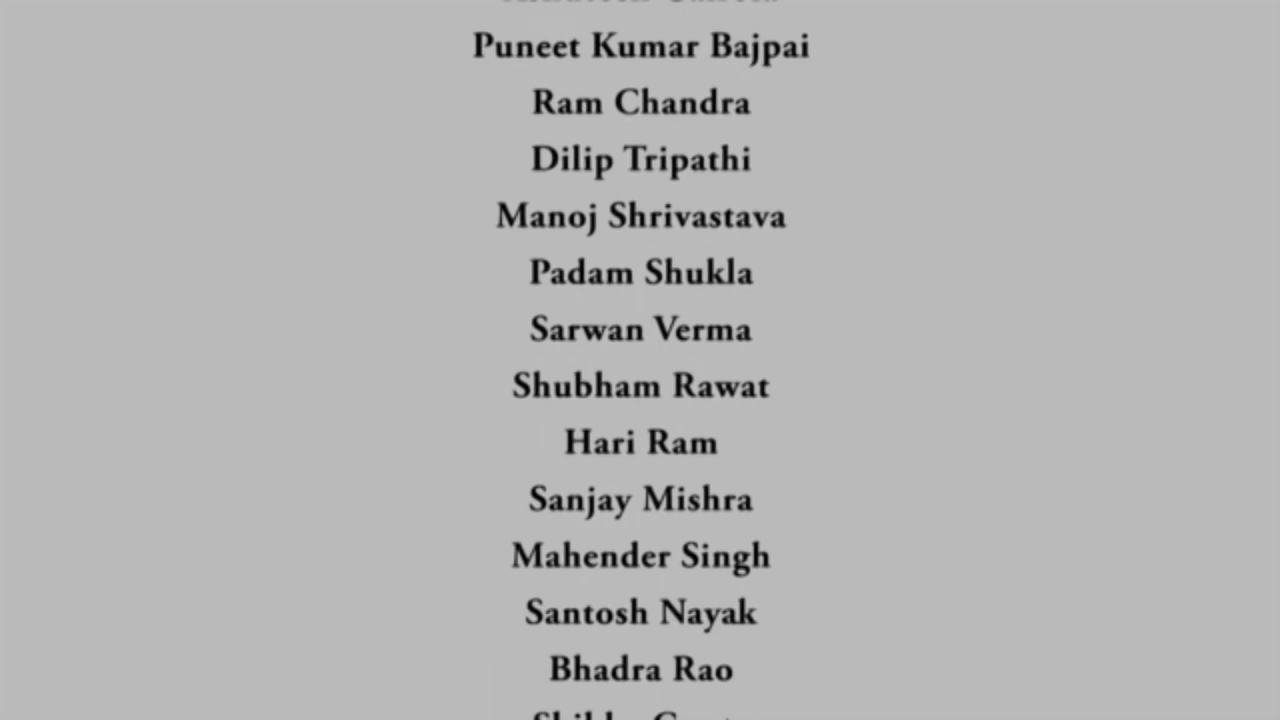 Puneet Kumar Bajpai
Ram Chandra
Dilip Tripathi
Manoj Shrivastava
Padam Shukla
Sarwan Verma
Shubham Rawat
Hari Ram
Sanjay Mishra
Mahender Singh
Santosh Nayak
Bhadra Rao